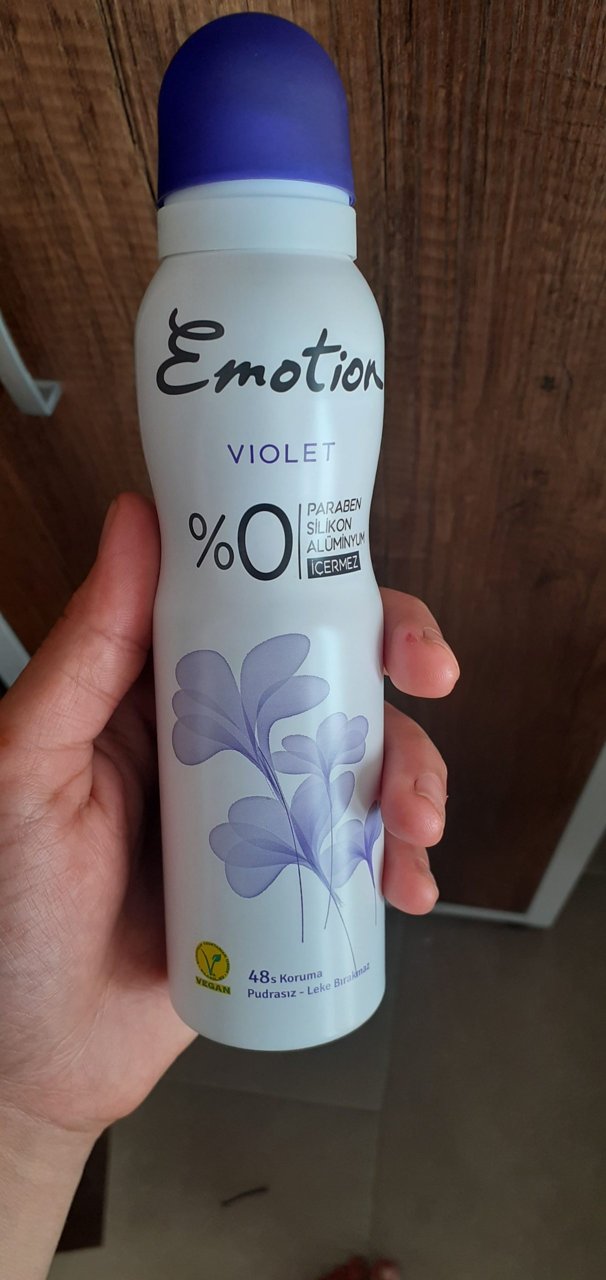 Emotion
VIOLET
%0
PARABEN
SİLİKON
ALÜMİNYUM
İÇERMEZ
VEGAN
48s Koruma
Pudrasız - Leke Bırakmaz